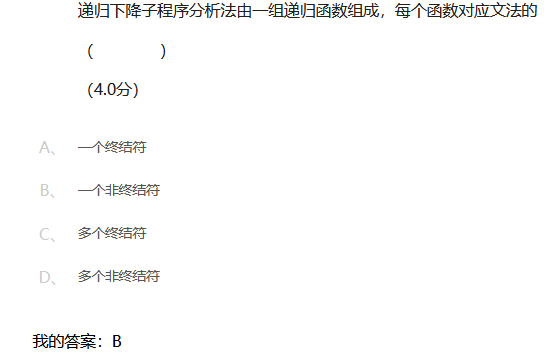 递归下降子程序分析法由一组递归函数组成，每个函数对应文法的
（ ）
（4.0分）
A、 一个终结符
B、 一个非终结符
C、 多个终结符
D、 多个非终结符
我的答案：B